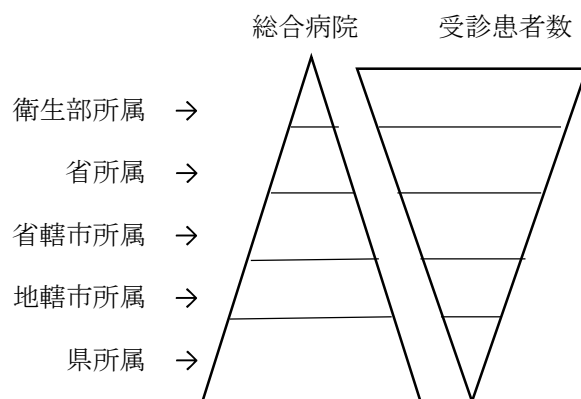 総合病院 受診患者数
衛生部所属 →
省所属 →
省轄市所属 →
地轄市所属 →
県所属 →